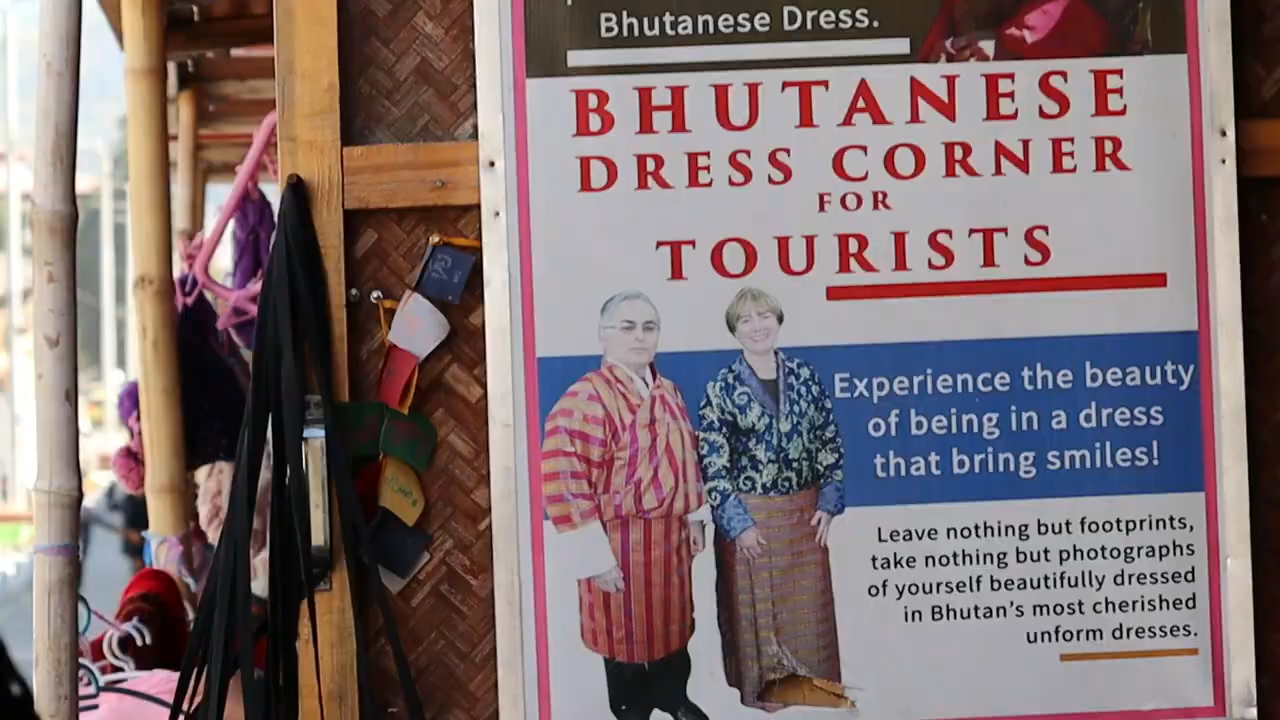 Bhutanese Dress.
BHUTANESE
DRESS CORNER
FOR
TOURISTS
Experience the beauty
of being in a dress
that bring smiles!
Leave nothing but footprints,
take nothing but photographs
of yourself beautifully dressed
in Bhutan's most cherished
unform dresses.